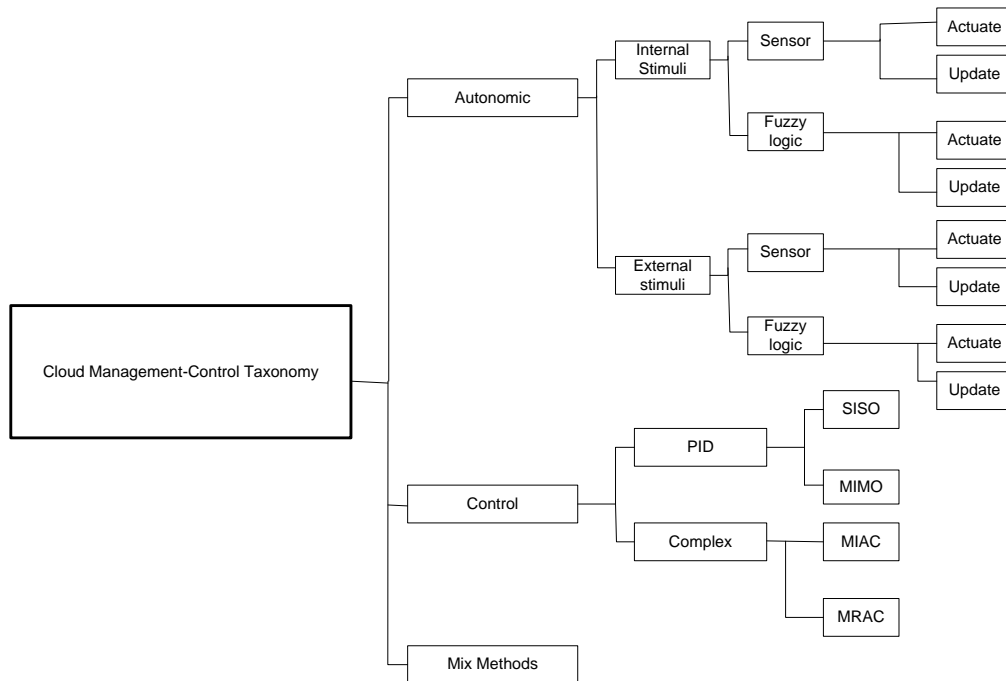 Cloud Management-Control Taxonomy
Autonomic
Internal
Stimuli
Sensor
Actuate
Update
Fuzzy
logic
Actuate
Update
External
stimuli
Sensor
Actuate
Update
Fuzzy
logic
Actuate
Update
Control
PID
SISO
MIMO
Complex
MIAC
MRAC
Mix Methods